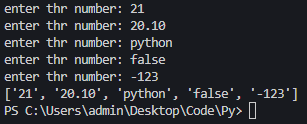 enter thr number: 21
enter thr number: 20.10
enter thr number: python
enter thr number: false
enter thr number: -123
['21', '20.10', 'python', 'false', '-123']
PS C:\Users\admin\Desktop\Code\Py>